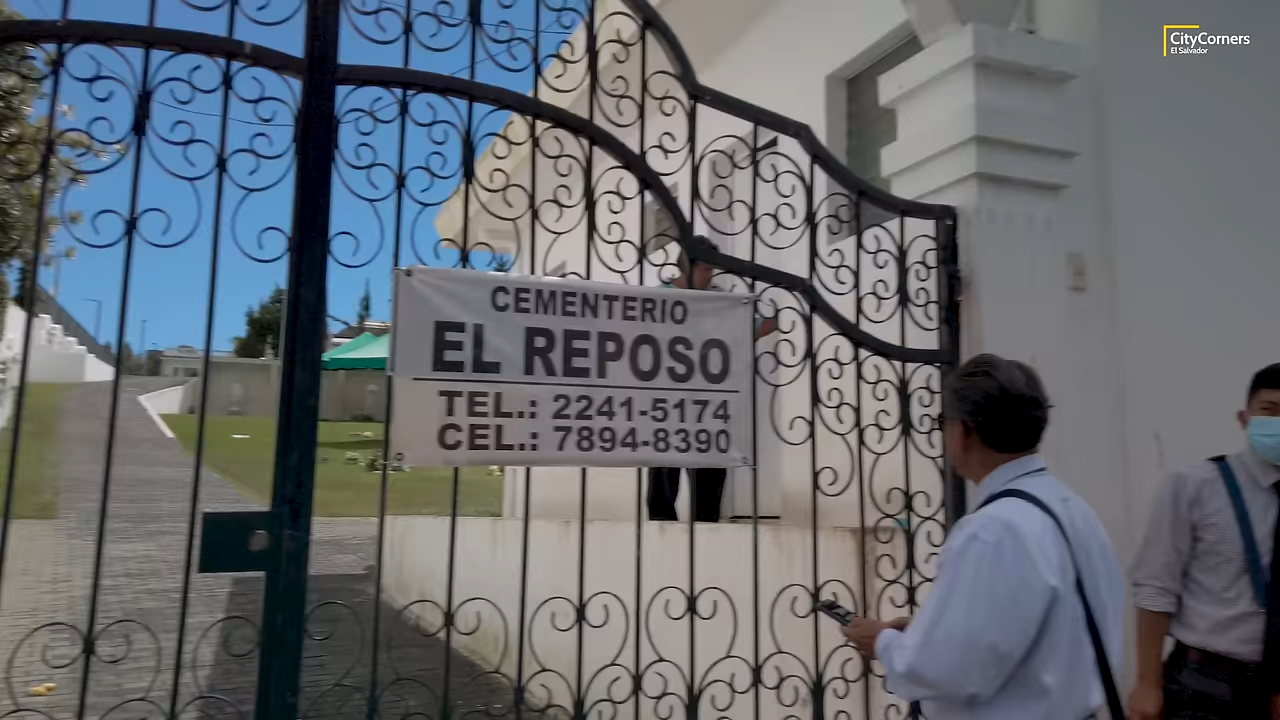 CityCorners
El Salvador
CEMENTERIO
EL REPOSO
TEL.: 2241-5174
CEL.: 7894-8390